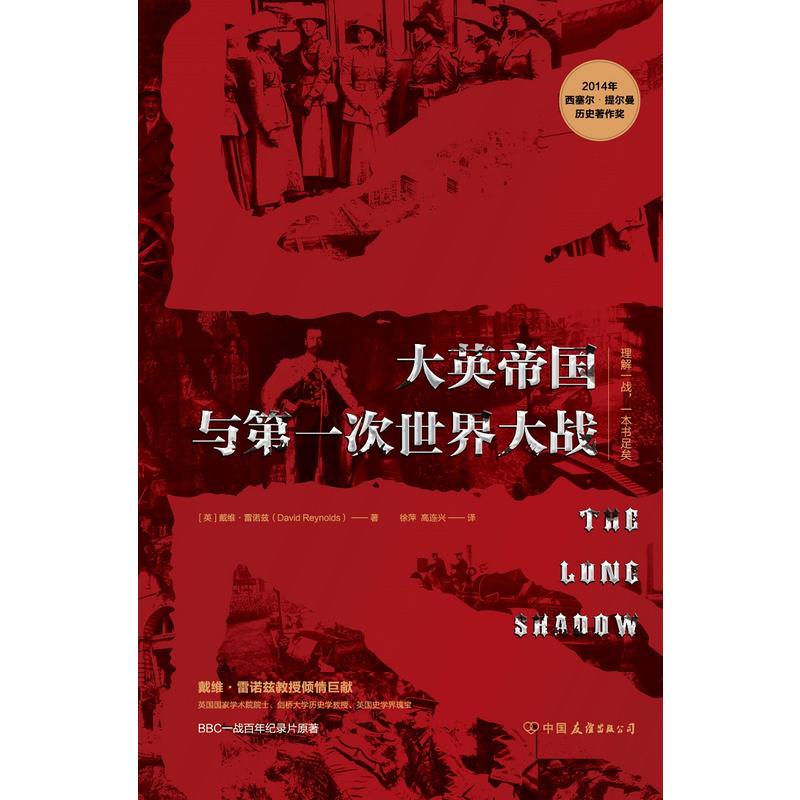 2014年
西塞尔·提尔曼
历史著作奖
大英帝国
与第一次世界大战
理解一战，一本书足矣
[英] 戴维·雷诺兹（David Reynolds）——著 徐萍 高连兴——译
THE
LONG
SHADOW
戴维·雷诺兹教授倾情巨献
英国国家学术院院士、剑桥大学历史学教授、英国史学界瑰宝
BBC一战百年纪录片原著
中国友谊出版公司